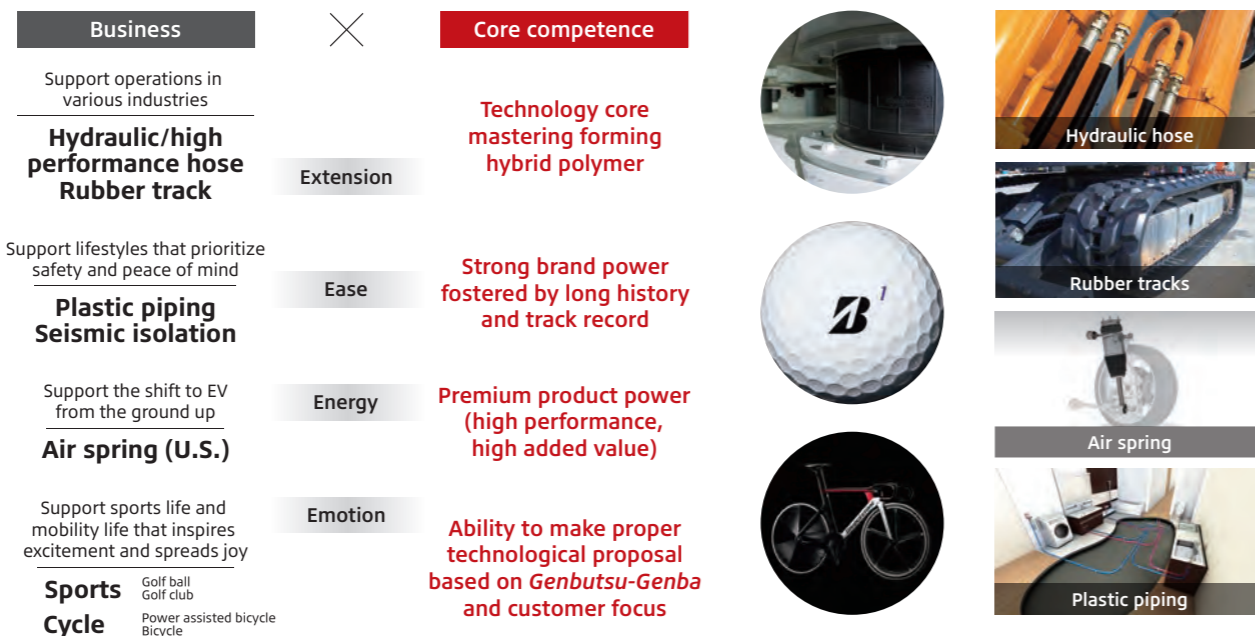 Business
Core competence
Support operations in
various industries
Hydraulic/high
performance hose
Rubber track
Extension
Technology core
mastering forming
hybrid polymer
Support lifestyles that prioritize
safety and peace of mind
Plastic piping
Seismic isolation
Ease
Strong brand power
fostered by long history
and track record
Support the shift to EV
from the ground up
Air spring (U.S.)
Energy
Premium product power
(high performance,
high added value)
Support sports life and
mobility life that inspires
excitement and spreads joy
Sports
Golf ball
Golf club
Cycle
Power assisted bicycle
Bicycle
Emotion
Ability to make proper
technological proposal
based on Genbutsu-Genba
and customer focus
B
1
Hydraulic hose
Rubber tracks
Air spring
Plastic piping